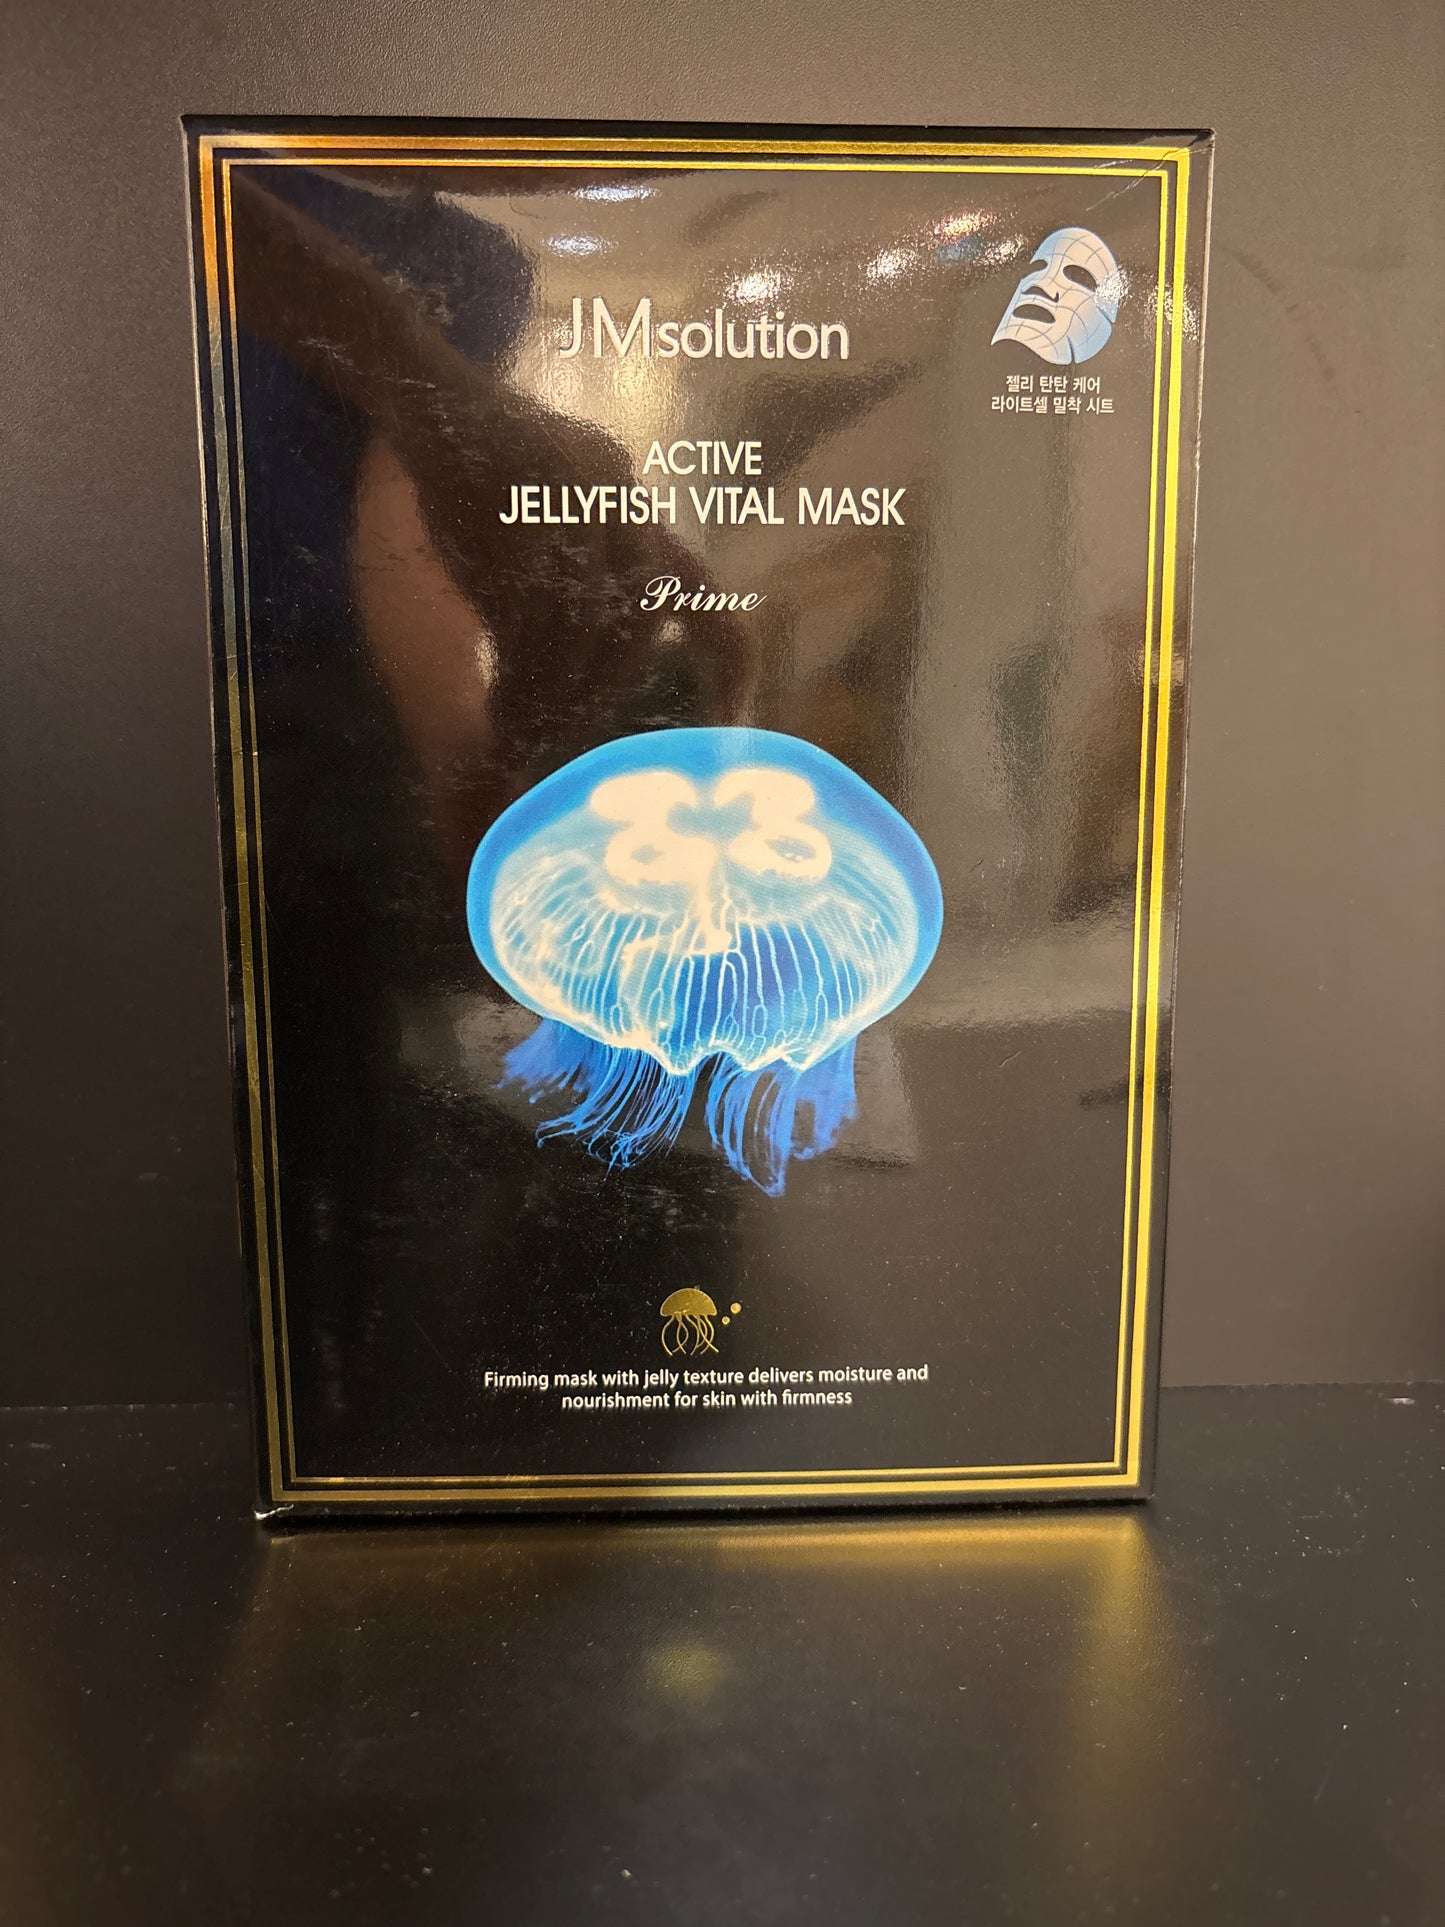 JMsolution
젤리 탄탄 케어
라이트셀 밀착 시트
ACTIVE
JELLYFISH VITAL MASK
Prime
Firming mask with jelly texture delivers moisture and
nourishment for skin with firmness